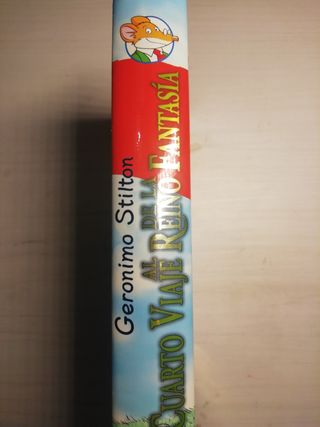 Geronimo Stilton
CUARTO VIAJE
AL
REINO
DE LA
FANTASÍA